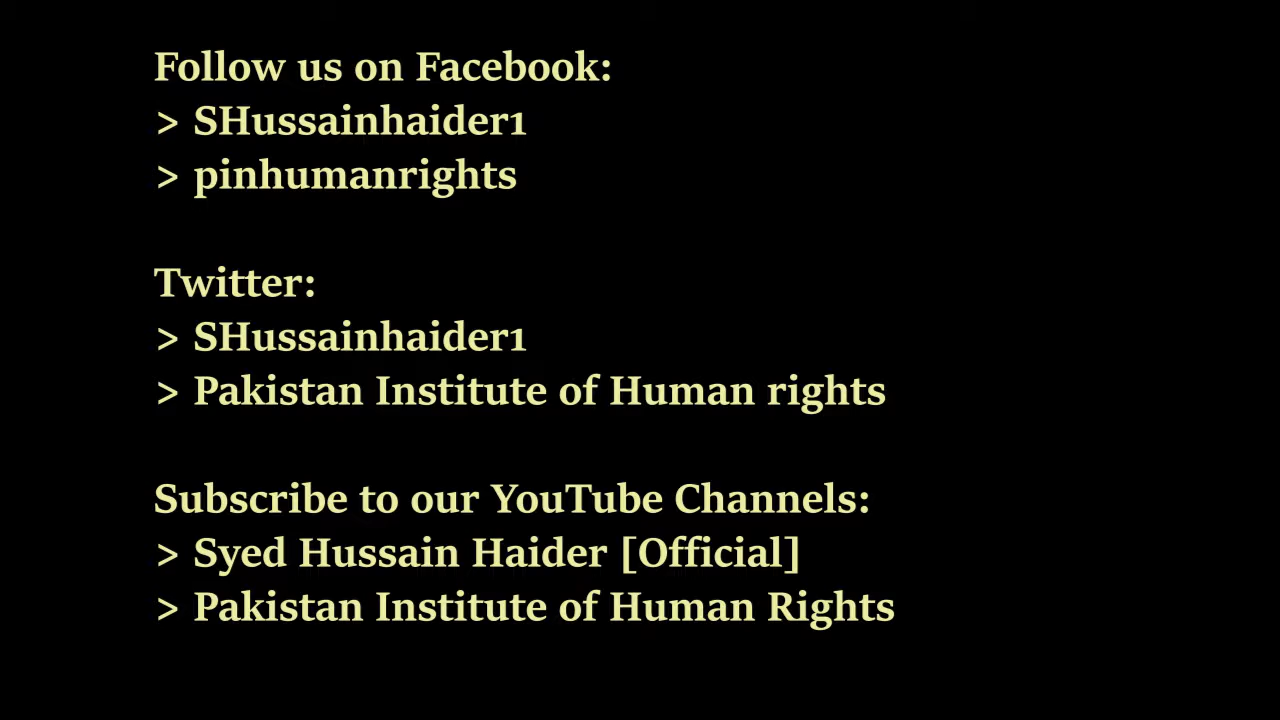 Follow us on Facebook:
> SHussainhaider1
> pinhumanrights
Twitter:
> SHussainhaider1
> Pakistan Institute of Human rights
Subscribe to our YouTube Channels:
> Syed Hussain Haider [Official]
> Pakistan Institute of Human Rights